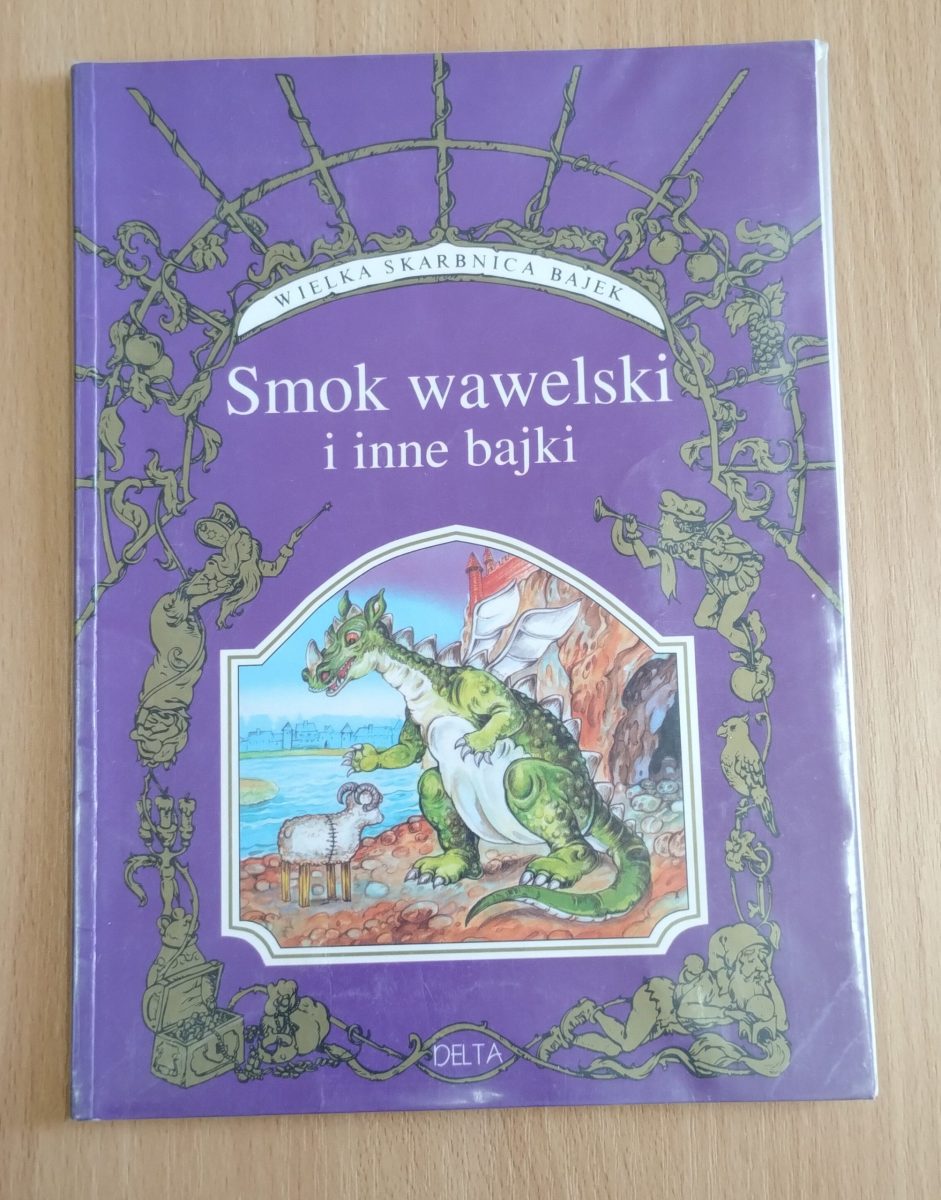 WIELKA SKARBNICA BAJEK
Smok wawelski
i inne bajki
DELTA